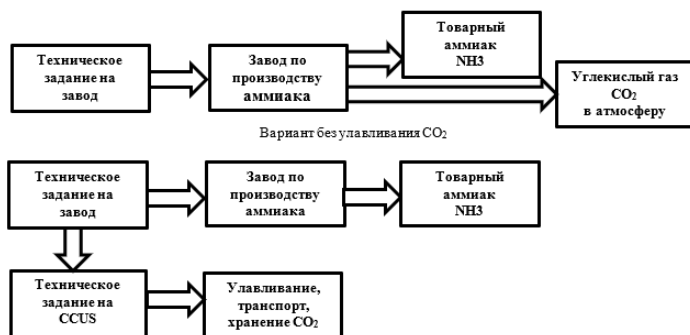 Техническое
задание на
завод
Завод по
производству
аммиака
Товарный
аммиак
NH3
Углекислый газ
CO₂
в атмосферу
Вариант без улавливания CO₂
Техническое
задание на
завод
Завод по
производству
аммиака
Товарный
аммиак
NH3
Техническое
задание на
CCUS
Улавливание,
транспорт,
хранение CO₂